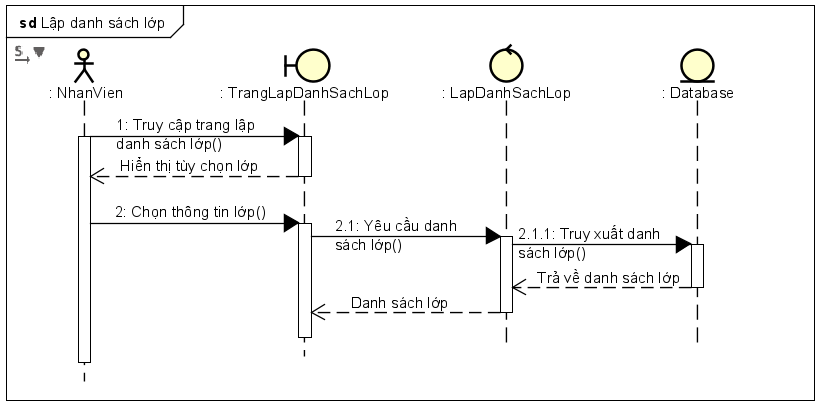 sd Lập danh sách lớp
S
: NhanVien
: TrangLapDanhSachLop
: LapDanhSachLop
: Database
1: Truy cập trang lập
danh sách lớp()
Hiển thị tùy chọn lớp
2: Chọn thông tin lớp()
2.1: Yêu cầu danh
sách lớp()
2.1.1: Truy xuất danh
sách lớp()
Trả về danh sách lớp
Danh sách lớp